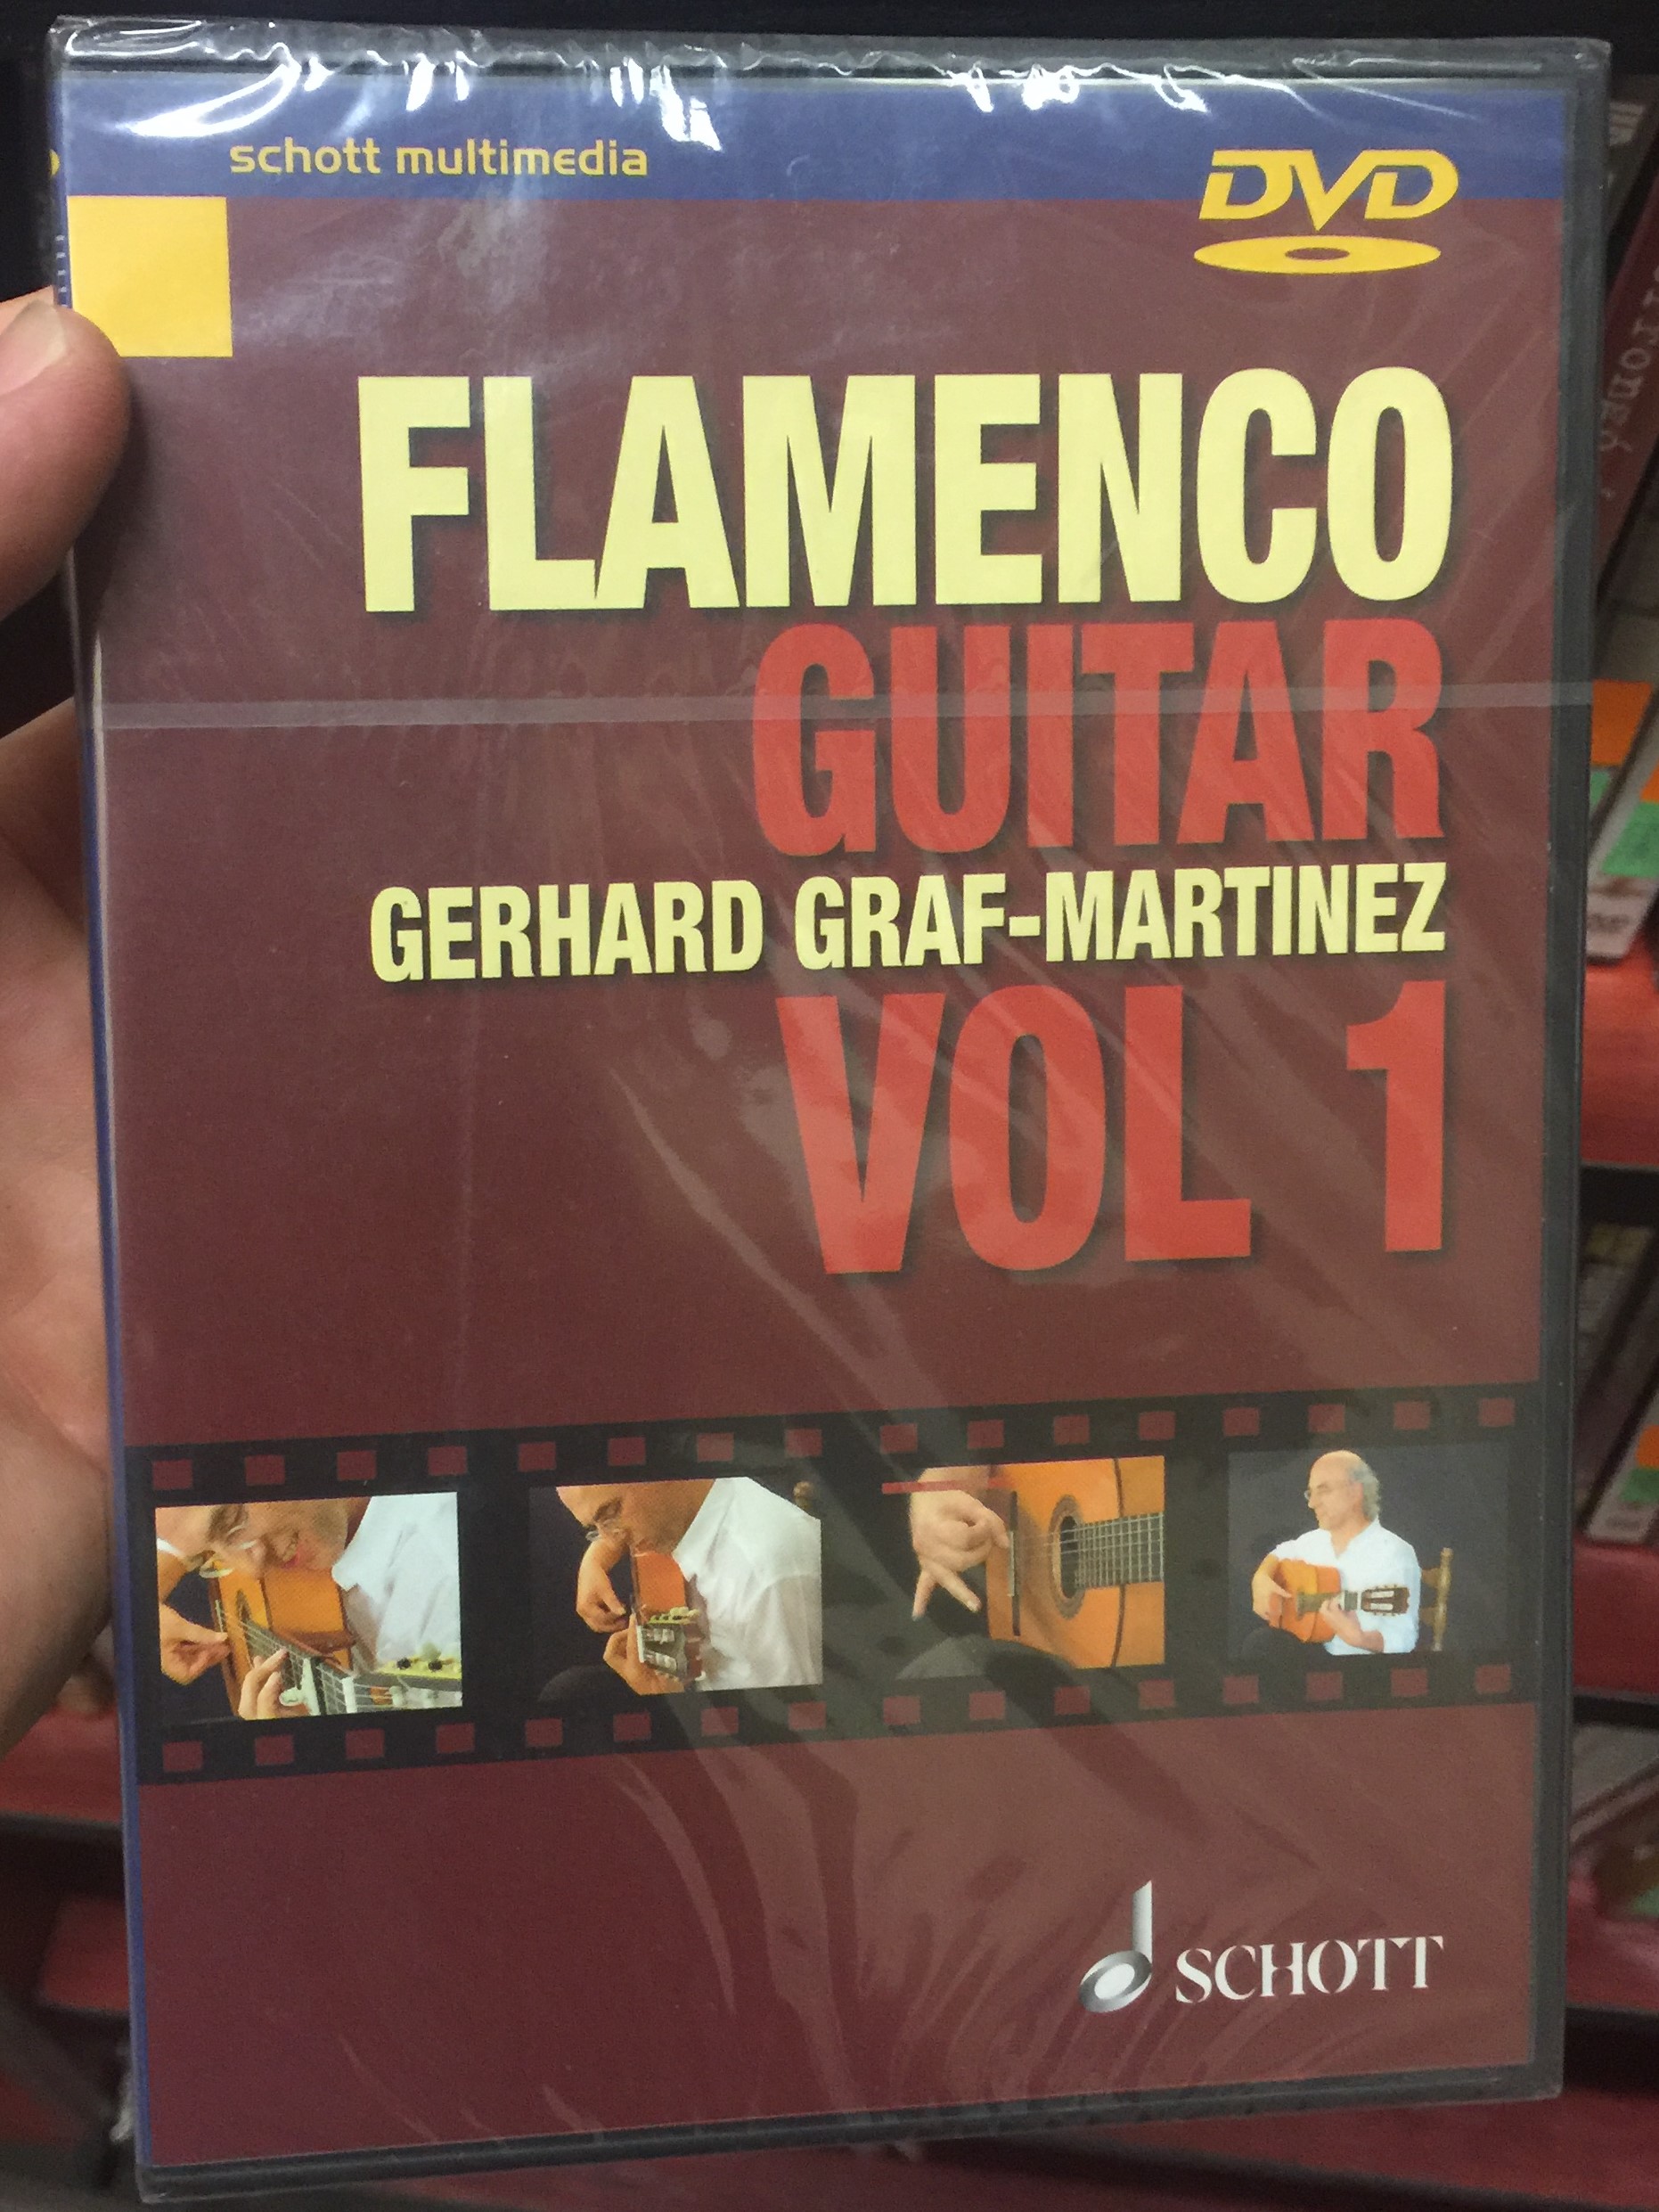 schott multimedia
DVD
FLAMENCO
GUITAR
GERHARD GRAF-MARTINEZ
VOL 1
SCHOTT